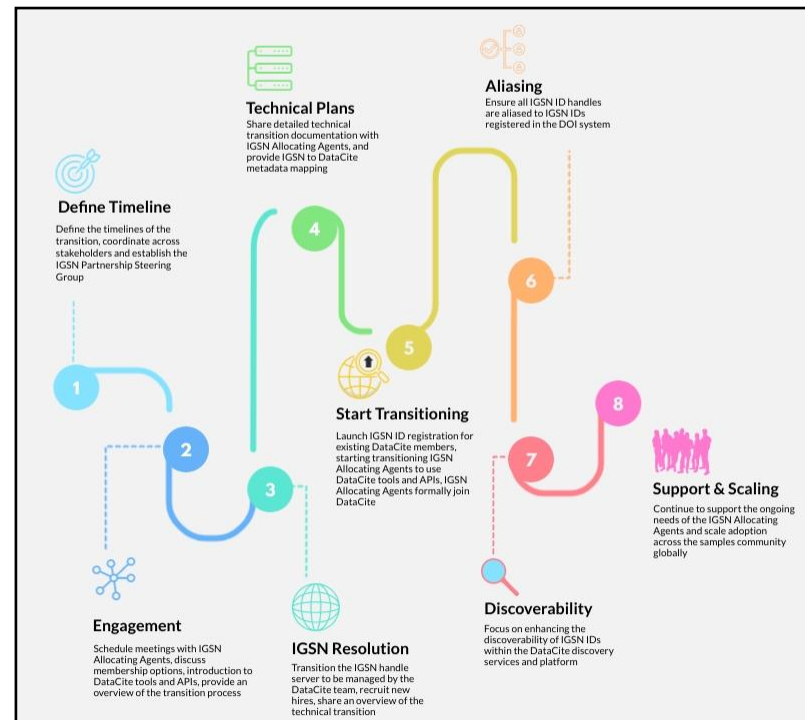 1
Define Timeline
Define the timelines of the
transition, coordinate across
stakeholders and establish the
IGSN Partnership Steering
Group
2
Engagement
Schedule meetings with IGSN
Allocating Agents, discuss
membership options, introduction to
DataCite tools and APIs, provide an
overview of the transition process
3
IGSN Resolution
Transition the IGSN handle
server to be managed by the
DataCite team, recruit new
hires, share an overview of the
technical transition
4
Technical Plans
Share detailed technical
transition documentation with
IGSN Allocating Agents, and
provide IGSN to DataCite
metadata mapping
5
Start Transitioning
Launch IGSN ID registration for
existing DataCite members,
starting transitioning IGSN
Allocating Agents to use
DataCite tools and APIs, IGSN
Allocating Agents formally join
DataCite
6
Aliasing
Ensure all IGSN ID handles
are aliased to IGSN IDs
registered in the DOI system
7
Discoverability
Focus on enhancing the
discoverability of IGSN IDs
within the DataCite discovery
services and platform
8
Support & Scaling
Continue to support the ongoing
needs of the IGSN Allocating
Agents and scale adoption
across the samples community
globally